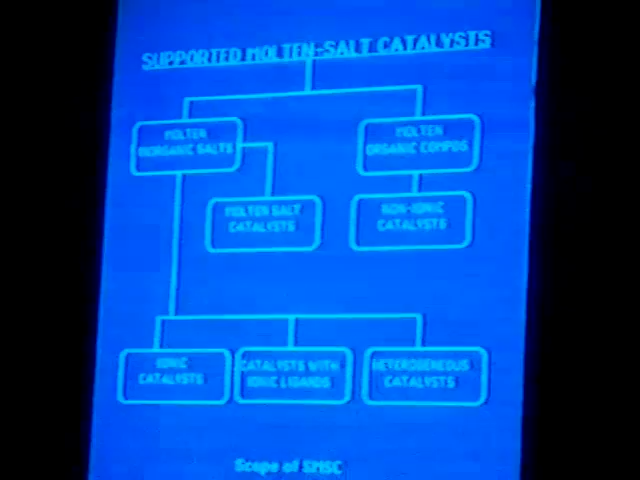 SUPPORTED MOLTEN-SALT CATALYSTS
MOLTEN
INORGANIC SALTS
MOLTEN
ORGANIC COMPDS
MOLTEN SALT
CATALYSTS
NON-IONIC
CATALYSTS
IONIC
CATALYSTS
CATALYSTS WITH
IONIC LIGANDS
HETEROGENEOUS
CATALYSTS
Scope of SMSC